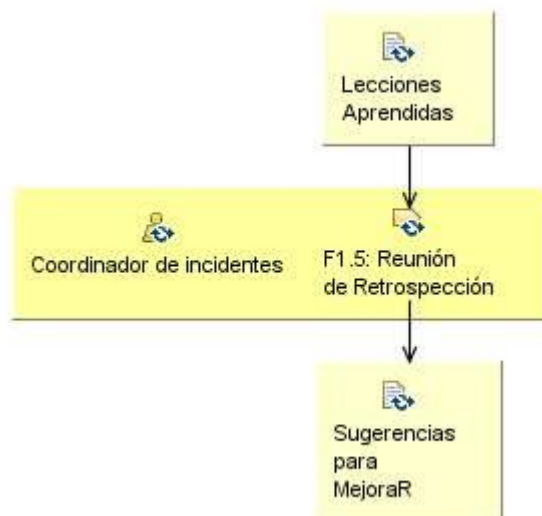 Lecciones
Aprendidas
Coordinador de incidentes
F1.5: Reunión
de Retrospección
Sugerencias
para
MejoraR